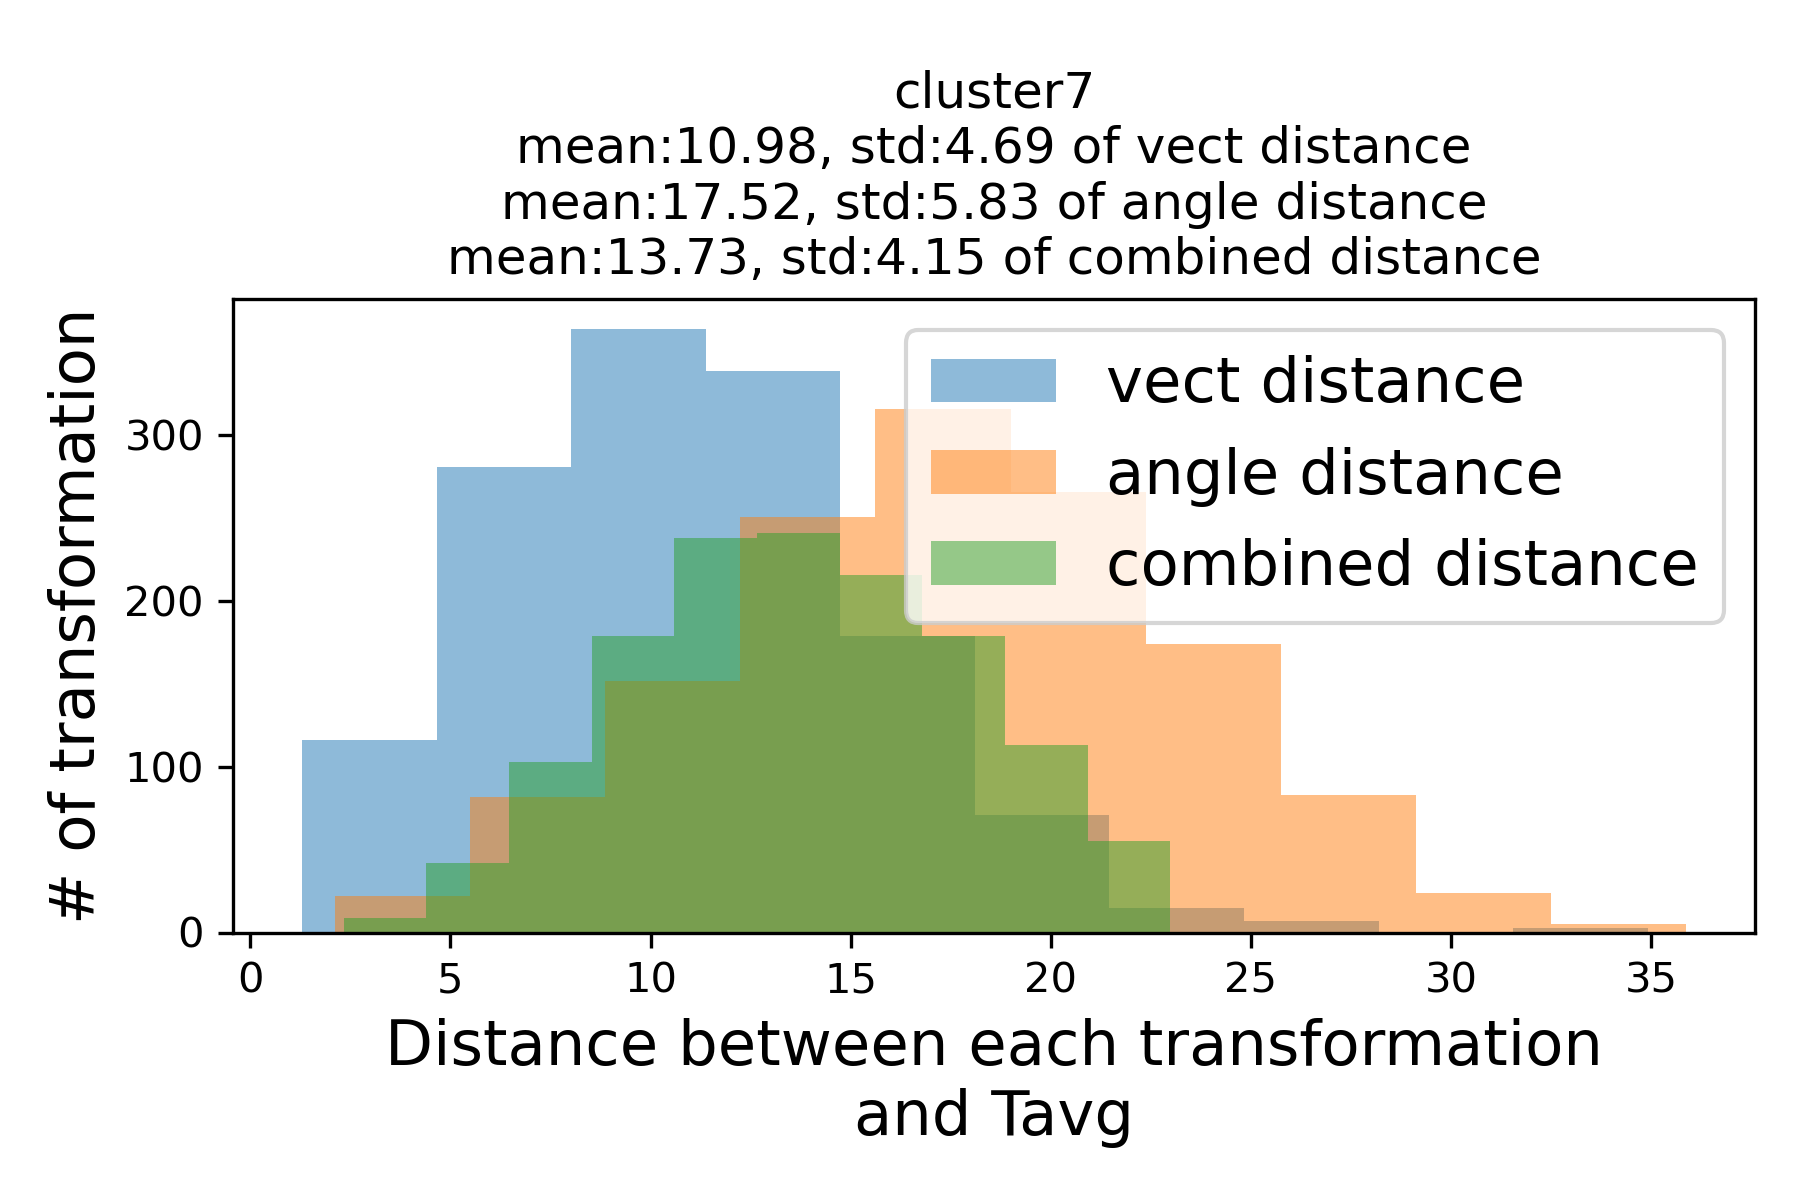 cluster7
mean:10.98, std:4.69 of vect distance
mean:17.52, std:5.83 of angle distance
mean:13.73, std:4.15 of combined distance
# of transformation
300
200
100
0
vect distance
angle distance
combined distance
0 5 10 15 20 25 30 35
Distance between each transformation
and Tavg